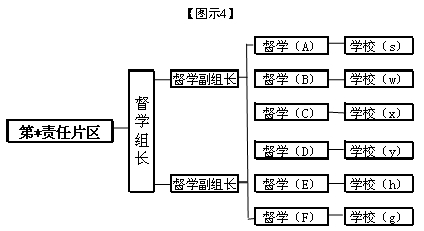 【图示4】
督学（A） 学校（s）
督学副组长 督学（B） 学校（w）
督学（C） 学校（x）
第*责任片区 督学组长
督学（D） 学校（y）
督学副组长 督学（E） 学校（h）
督学（F） 学校（g）